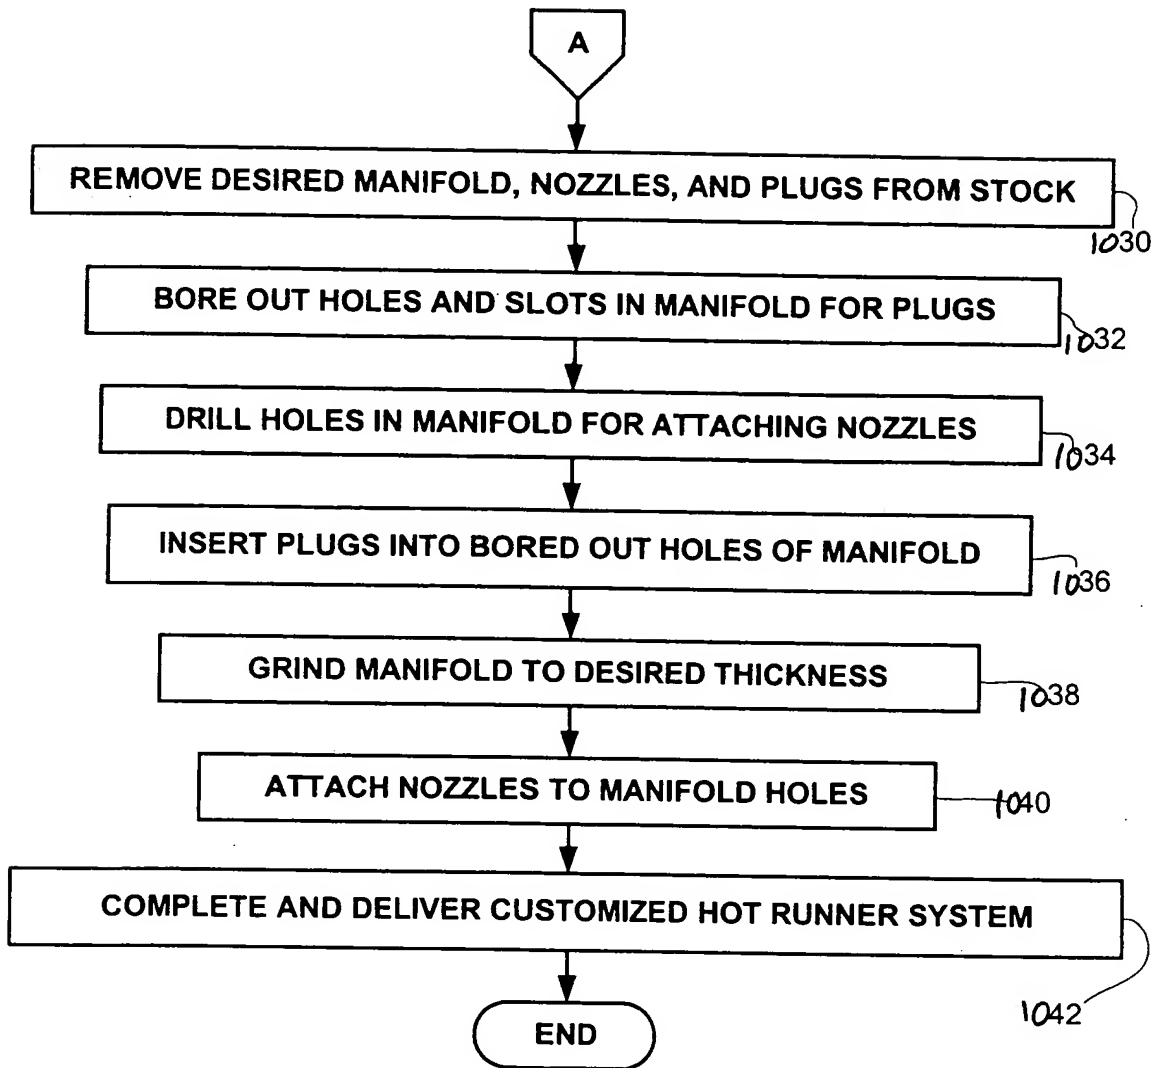 A
REMOVE DESIRED MANIFOLD, NOZZLES, AND PLUGS FROM STOCK
1030
BORE OUT HOLES AND SLOTS IN MANIFOLD FOR PLUGS
1032
DRILL HOLES IN MANIFOLD FOR ATTACHING NOZZLES
1034
INSERT PLUGS INTO BORED OUT HOLES OF MANIFOLD
1036
GRIND MANIFOLD TO DESIRED THICKNESS
1038
ATTACH NOZZLES TO MANIFOLD HOLES
1040
COMPLETE AND DELIVER CUSTOMIZED HOT RUNNER SYSTEM
1042
END